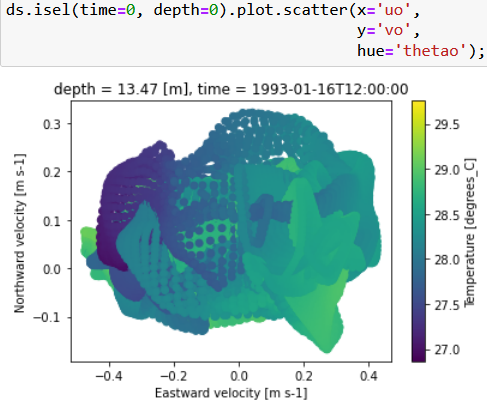 ds.isel(time=0, depth=0).plot.scatter(x='uo',
y='vo',
hue='thetao');
depth = 13.47 [m], time = 1993-01-16T12:00:00
0.3
0.2
0.1
0.0
−0.1
Northward velocity [m s-1]
−0.4 −0.2 0.0 0.2 0.4
Eastward velocity [m s-1]
29.5
29.0
28.5
28.0
27.5
27.0
Temperature [degrees_C]